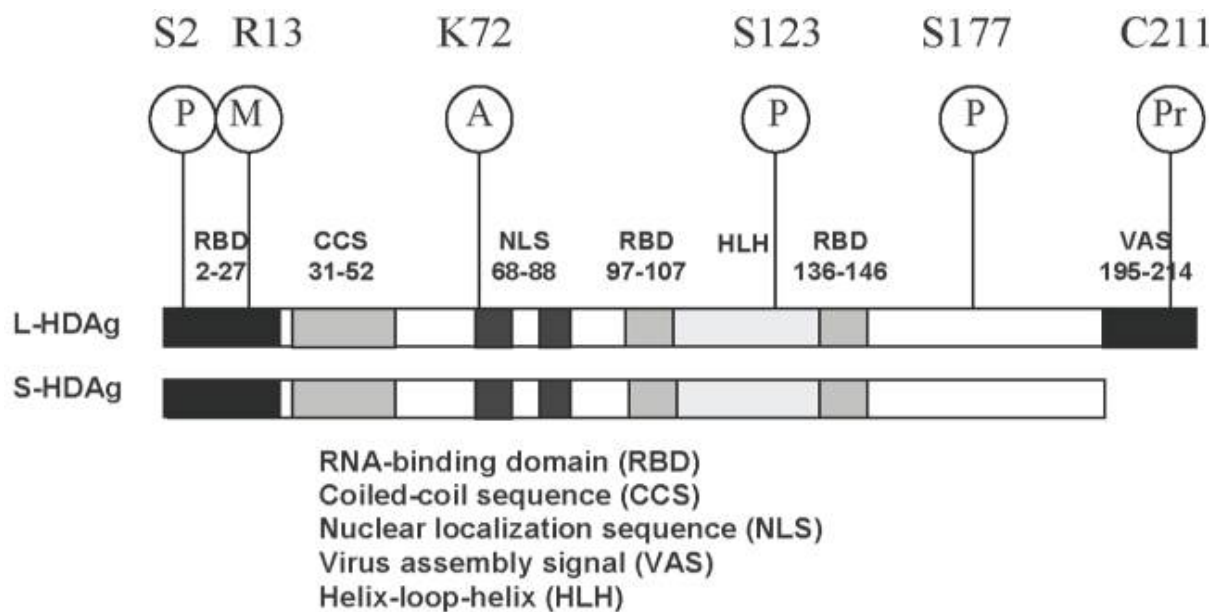 S2 R13 K72 S123 S177 C211
P M A P P Pr
RBD CCS NLS RBD HLH RBD VAS
2-27 31-52 68-88 97-107 136-146 195-214
L-HDAg
S-HDAg
RNA-binding domain (RBD)
Coiled-coil sequence (CCS)
Nuclear localization sequence (NLS)
Virus assembly signal (VAS)
Helix-loop-helix (HLH)